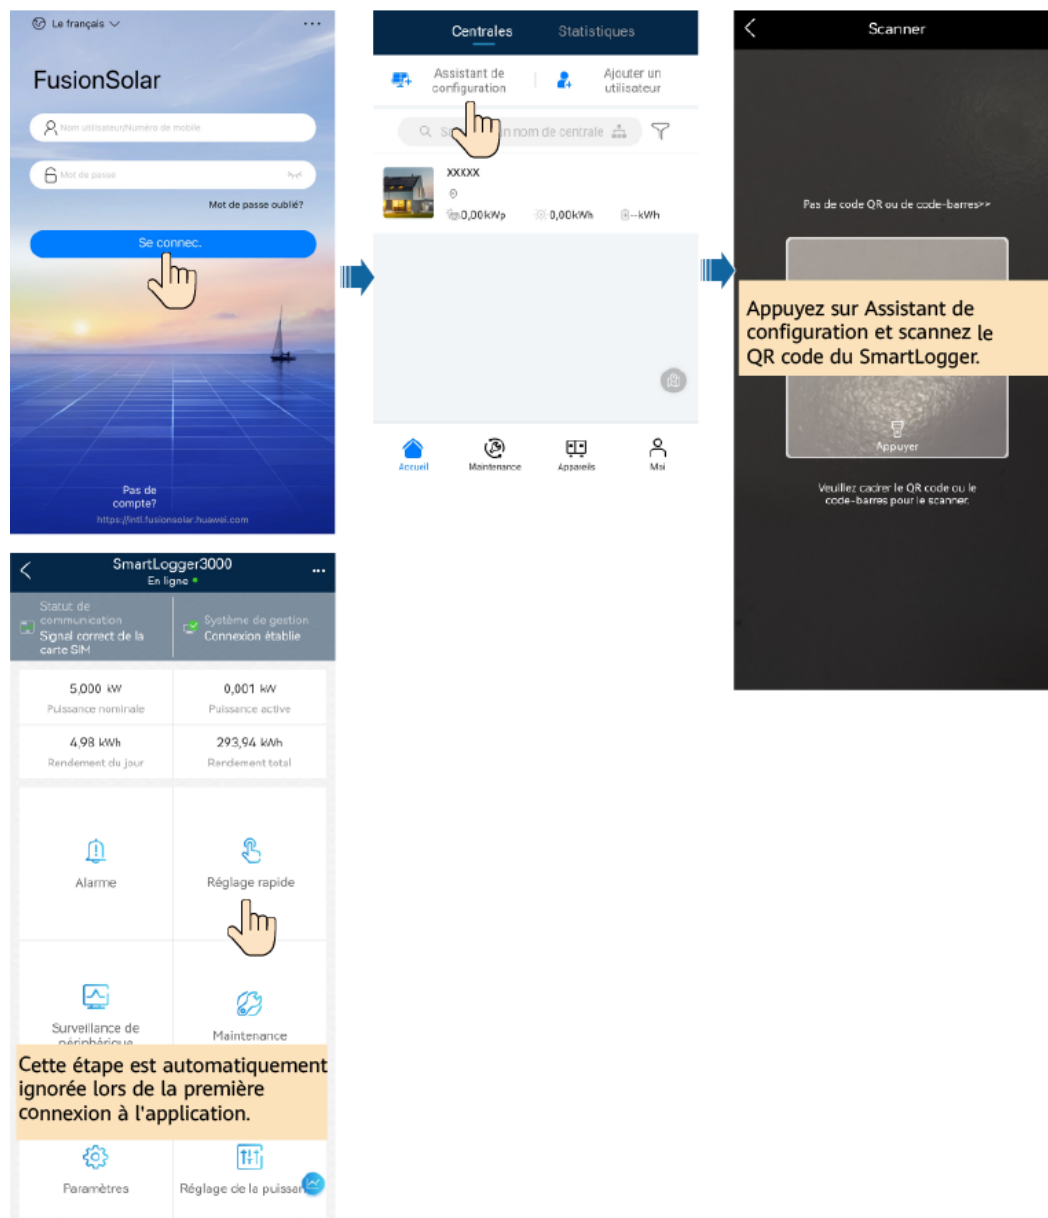 Le français
FusionSolar
Nom utilisateur/Numéro de mobile
Mot de passe
Mot de passe oublié?
Se connec.
Pas de
compte?
https://intl.fusionsolar.huawei.com
Centrales
Statistiques
Assistant de
configuration
Ajouter un
utilisateur
n nom de centrale
xxxxx
0,00kWp
0,00kWh
--kWh
Accueil
Maintenance
Appareils
Moi
Scanner
Pas de code QR ou de code-barres>>
Appuyez sur Assistant de
configuration et scannez le
QR code du SmartLogger.
Appuyer
Veuillez cadrer le QR code ou le
code-barres pour le scanner.
SmartLogger3000
En ligne
Statut de
communication
Signal correct de la
carte SIM
Système de gestion
Connexion établie
5,000 kW
Puissance nominale
0,001 kW
Puissance active
4,98 kWh
Rendement du jour
293,94 kWh
Rendement total
Alarme
Réglage rapide
Surveillance de
périphérique
Maintenance
Cette étape est automatiquement
ignorée lors de la première
connexion à l'application.
Paramètres
Réglage de la puissan